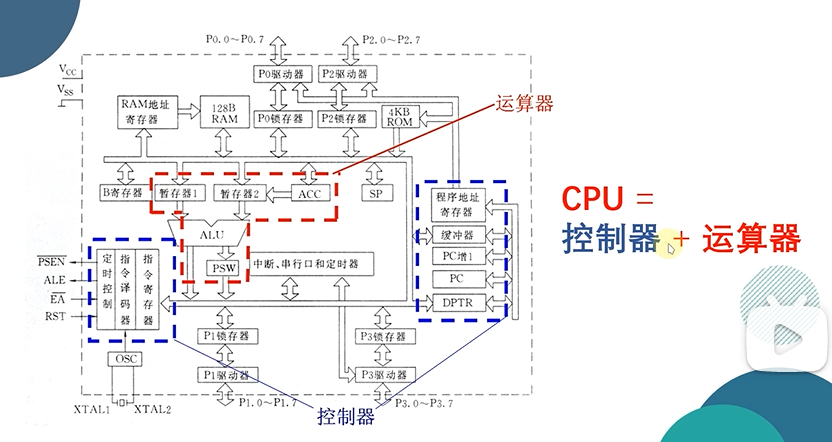 P0.0~P0.7
P2.0~P2.7
VCC
VSS
P0驱动器
P2驱动器
RAM地址
寄存器
128B
RAM
P0锁存器
P2锁存器
4KB
ROM
运算器
B寄存器
暂存器1
暂存器2
ACC
SP
程序地址
寄存器
ALU
缓冲器
PSW
中断、串行口和定时器
PC增1
PC
DPTR
PSEN
ALE
EA
RST
定时控制
指令译码器
指令寄存器
OSC
P1锁存器
P3锁存器
P1驱动器
P3驱动器
XTAL1
XTAL2
P1.0~P1.7
控制器
P3.0~P3.7
CPU =
控制器 + 运算器